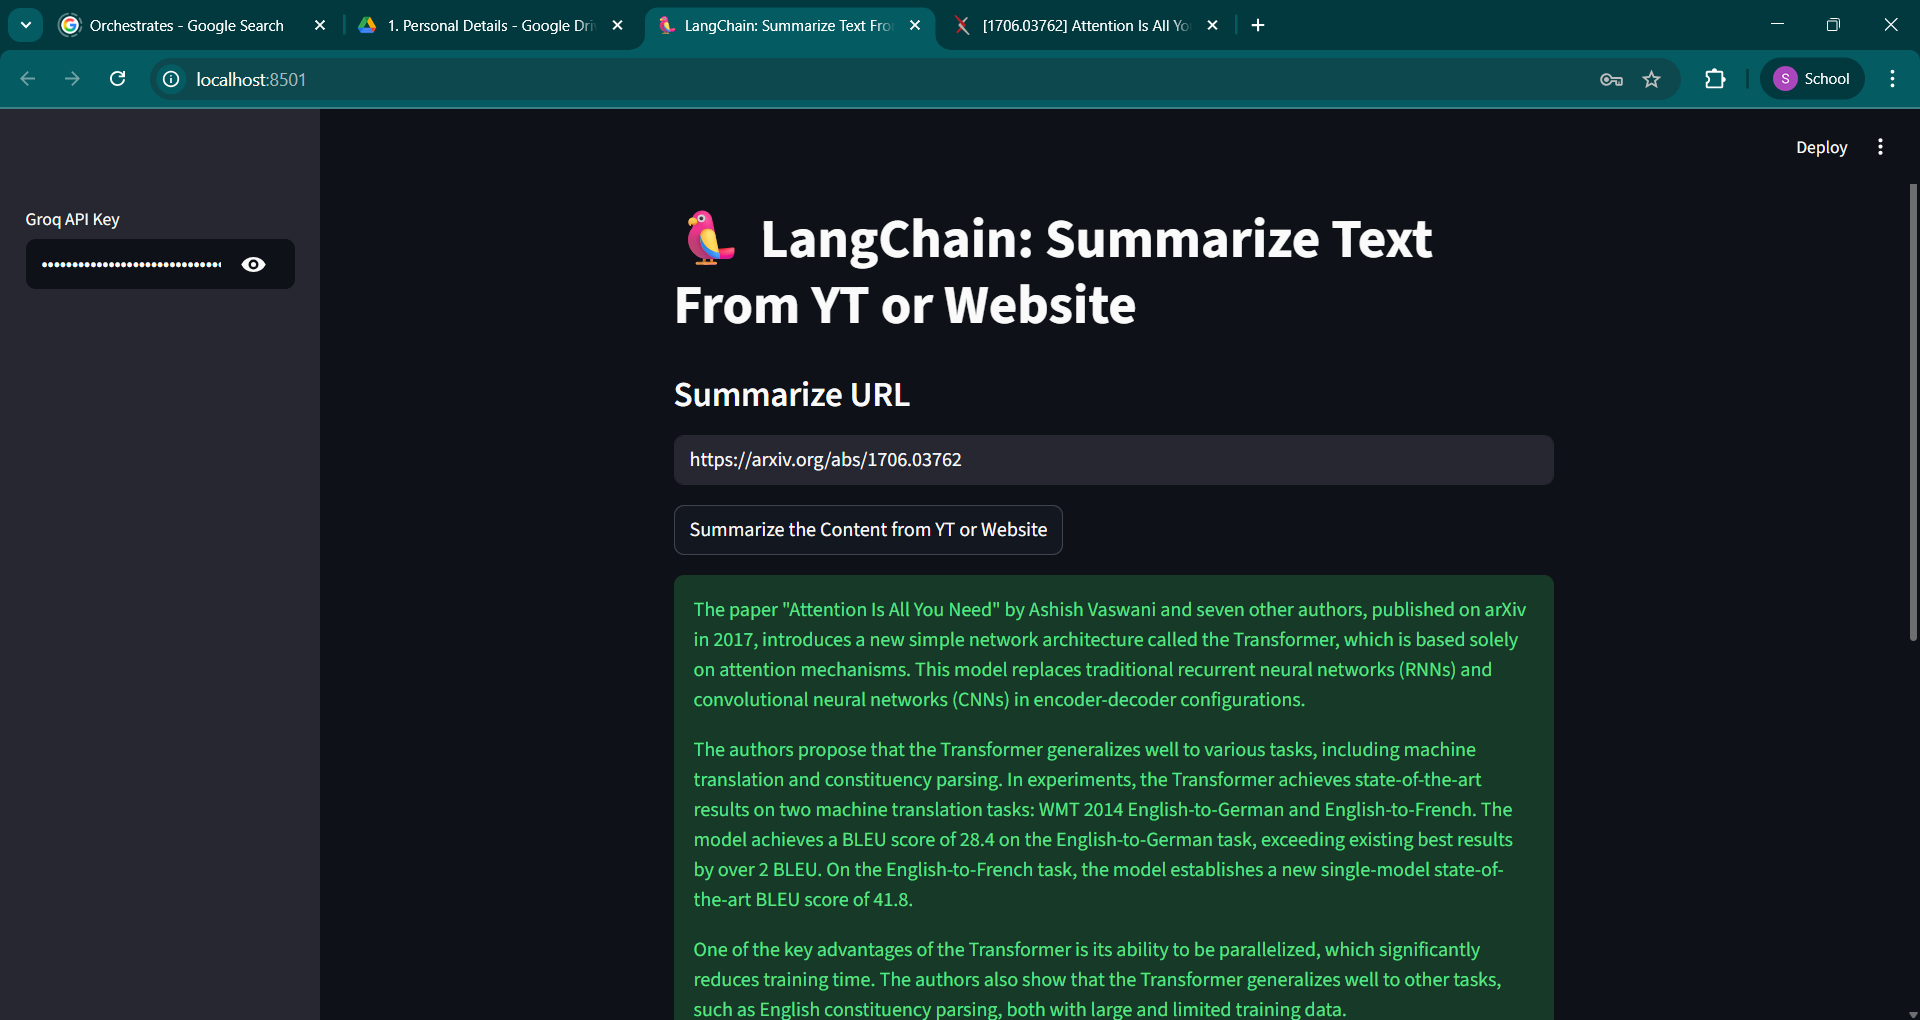 Orchestrates - Google Search
1. Personal Details - Google Dri
LangChain: Summarize Text Fro
[1706.03762] Attention Is All Yo
localhost:8501
S School
Deploy
Groq API Key
LangChain: Summarize Text
From YT or Website
Summarize URL
https://arxiv.org/abs/1706.03762
Summarize the Content from YT or Website
The paper "Attention Is All You Need" by Ashish Vaswani and seven other authors, published on arXiv
in 2017, introduces a new simple network architecture called the Transformer, which is based solely
on attention mechanisms. This model replaces traditional recurrent neural networks (RNNs) and
convolutional neural networks (CNNs) in encoder-decoder configurations.
The authors propose that the Transformer generalizes well to various tasks, including machine
translation and constituency parsing. In experiments, the Transformer achieves state-of-the-art
results on two machine translation tasks: WMT 2014 English-to-German and English-to-French. The
model achieves a BLEU score of 28.4 on the English-to-German task, exceeding existing best results
by over 2 BLEU. On the English-to-French task, the model establishes a new single-model state-of-
the-art BLEU score of 41.8.
One of the key advantages of the Transformer is its ability to be parallelized, which significantly
reduces training time. The authors also show that the Transformer generalizes well to other tasks,
such as English constituency parsing, both with large and limited training data.